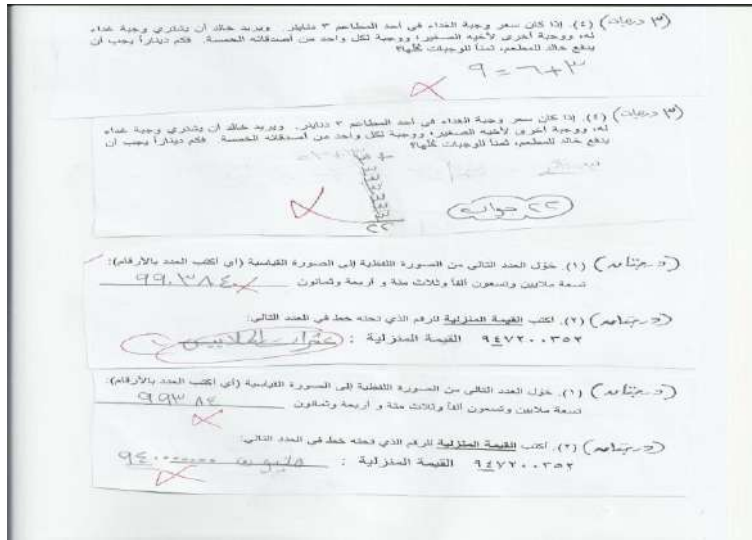 (٣ درجات) (٤). إذا كان سعر وجبة الغداء في أحد المطاعم ٣ دنانير. ويريد خالد أن يشتري وجبة غداء
له، ووجبة أخرى لأخيه الصغير، ووجبة لكل واحد من أصدقائه الخمسة. فكم ديناراً يجب أن
يدفع خالد للمطعم، ثمناً للوجبات كلها؟
٣+٦=٩
(٣ درجات) (٤). إذا كان سعر وجبة الغداء في أحد المطاعم ٣ دنانير. ويريد خالد أن يشتري وجبة غداء
له، ووجبة أخرى لأخيه الصغير، ووجبة لكل واحد من أصدقائه الخمسة. فكم ديناراً يجب أن
يدفع خالد للمطعم، ثمناً للوجبات كلها؟
٢٢
٢٢ جواب
(درجتان) (١). حوّل العدد التالي من الصورة اللفظية إلى الصورة القياسية (أي اكتب العدد بالأرقام):
تسعة ملايين وتسعون ألفاً وثلاث مئة و أربعة وثمانون ٩٩٠٣٨٤
(درجتان) (٢). اكتب القيمة المنزلية للرقم الذي تحته خط في العدد التالي:
٩٤٧٢٠٠٣٥٢ القيمة المنزلية : عشرات الملايين
(درجتان) (١). حوّل العدد التالي من الصورة اللفظية إلى الصورة القياسية (أي اكتب العدد بالأرقام):
تسعة ملايين وتسعون ألفاً وثلاث مئة و أربعة وثمانون ٩٩٣٨٤
(درجتان) (٢). اكتب القيمة المنزلية للرقم الذي تحته خط في العدد التالي:
٩٤٧٢٠٠٣٥٢ القيمة المنزلية : مليون